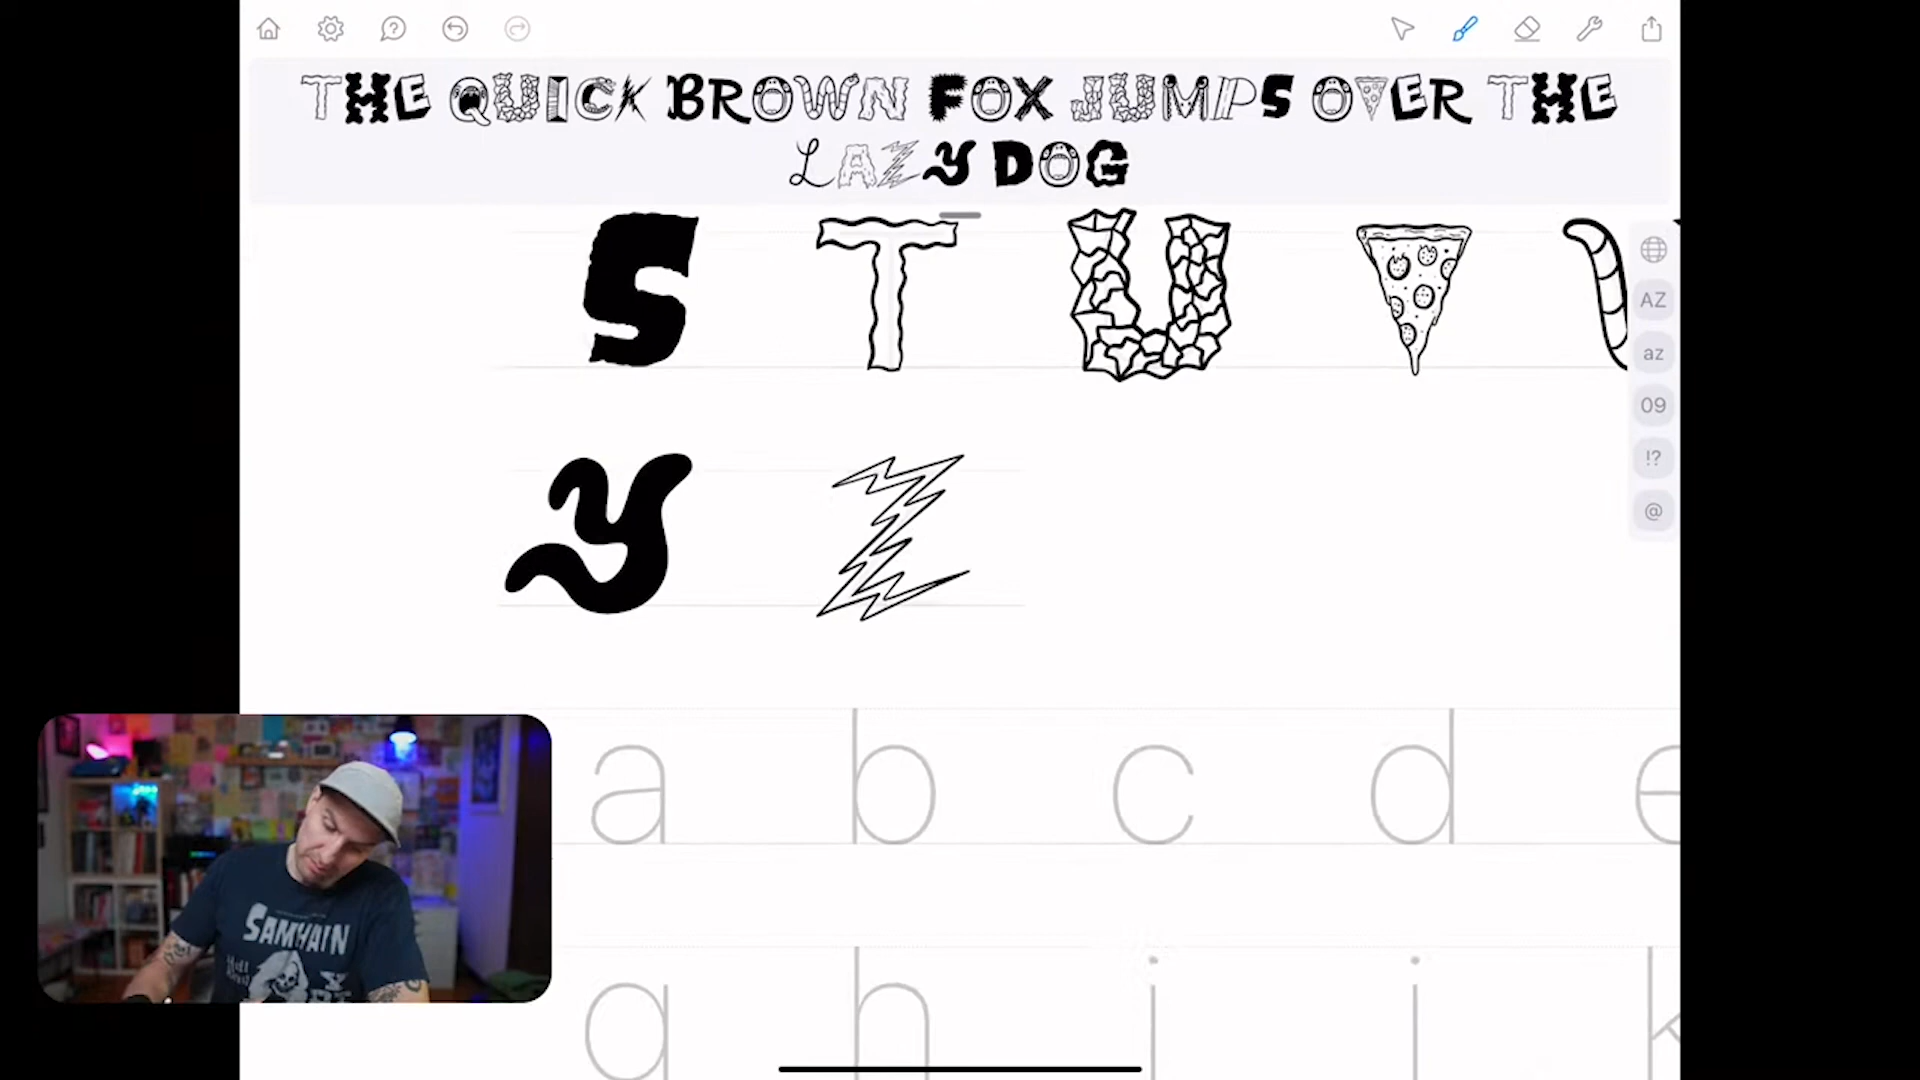 THE QUICK BROWN FOX JUMPS OVER THE
LAZY DOG
S T U V
AZ
az
09
!?
@
Y Z
a b c d e
g h i j k
SAMHAIN